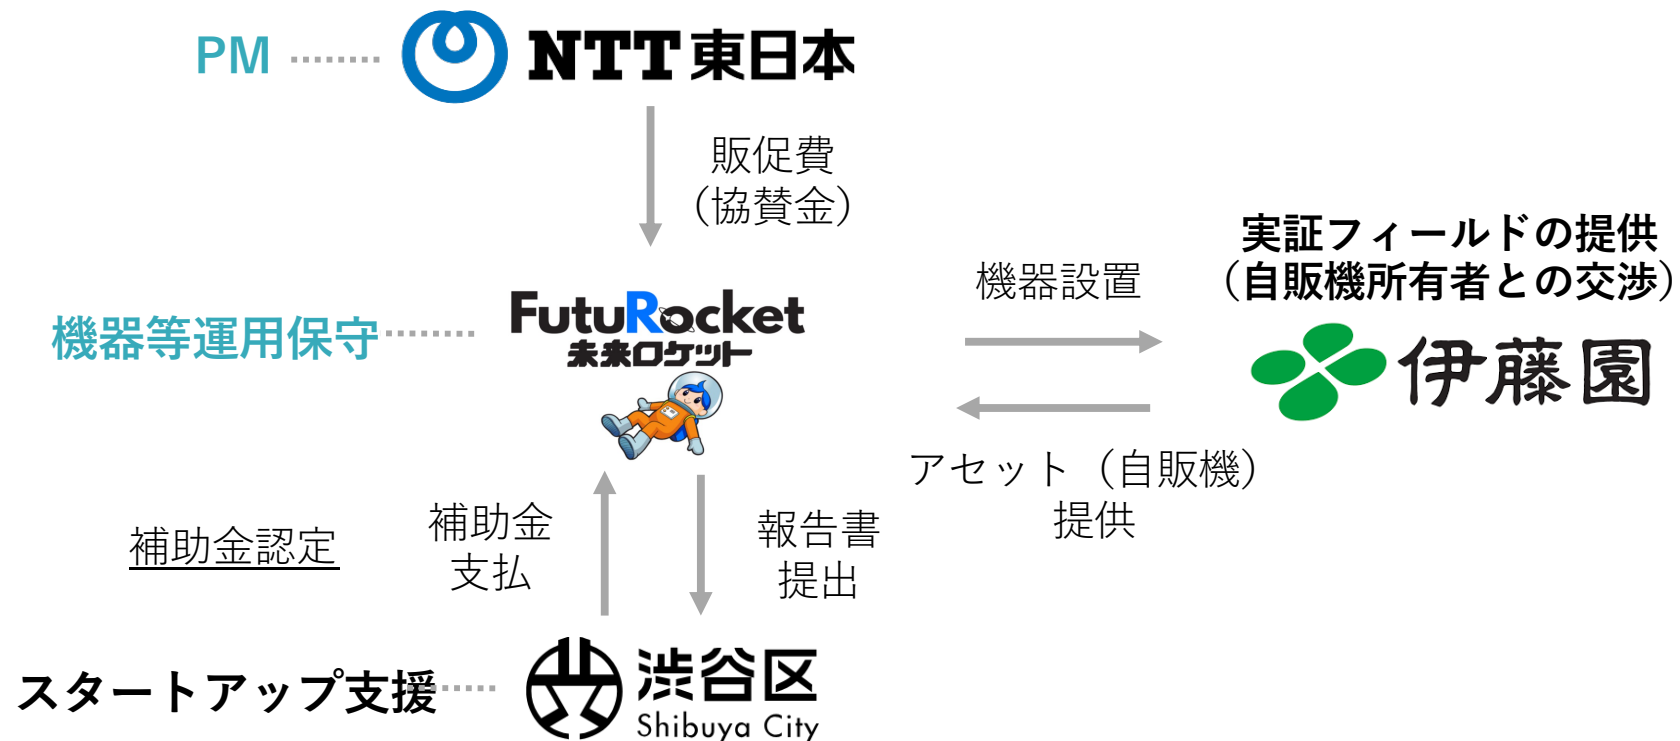 PM
NTT東日本
販促費
（協賛金）
実証フィールドの提供
（自販機所有者との交渉）
機器設置
伊藤園
機器等運用保守
FutuRocket
未来ロケット
アセット（自販機）
提供
補助金認定
補助金
支払
報告書
提出
スタートアップ支援
渋谷区
Shibuya City